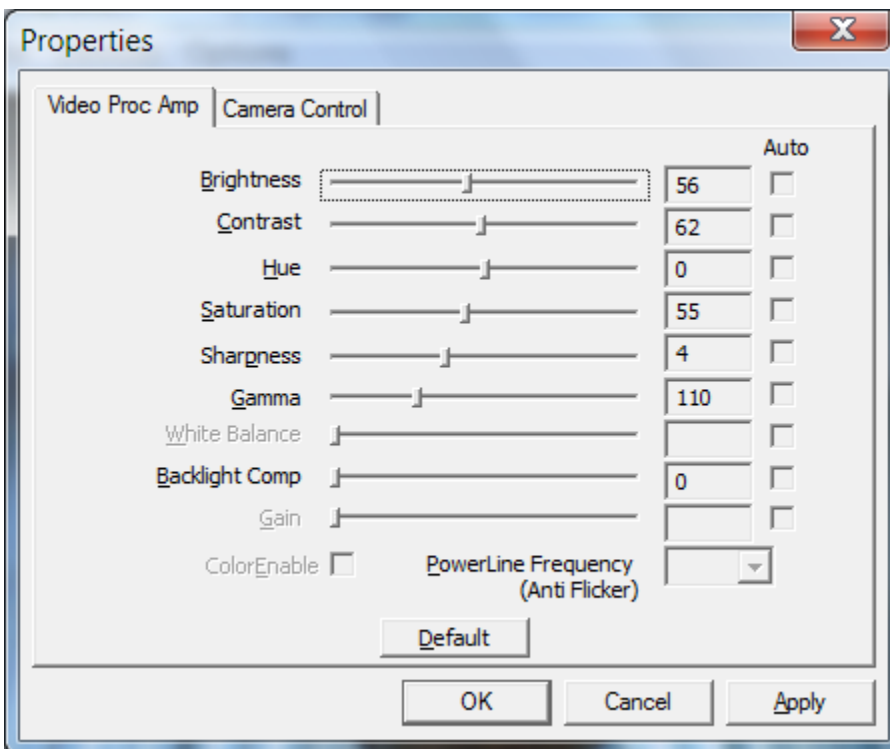 Properties
Video Proc Amp Camera Control
Auto
Brightness 56
Contrast 62
Hue 0
Saturation 55
Sharpness 4
Gamma 110
White Balance
Backlight Comp 0
Gain
ColorEnable PowerLine Frequency
(Anti Flicker)
Default
OK Cancel Apply